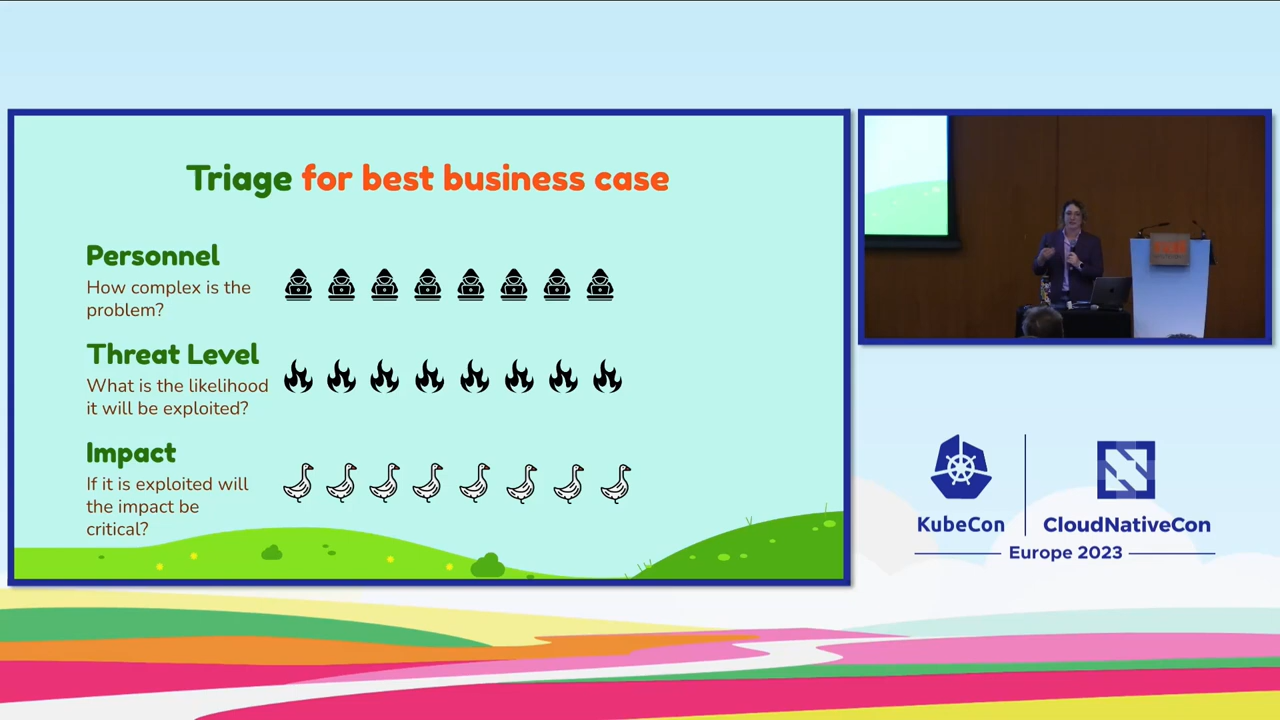 Triage for best business case
Personnel
How complex is the
problem?
Threat Level
What is the likelihood
it will be exploited?
Impact
If it is exploited will
the impact be
critical?
KubeCon
CloudNativeCon
Europe 2023